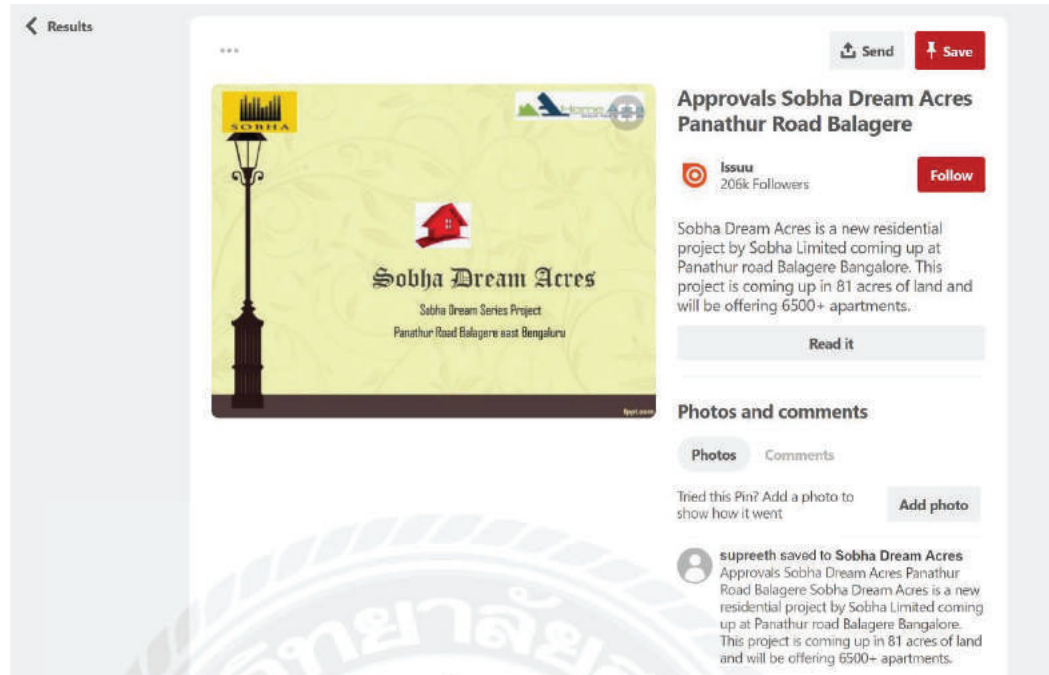 Results
Send
Save
SOBHA
Approvals Sobha Dream Acres
Panathur Road Balagere
Issuu
206k Followers
Follow
Sobha Dream Acres is a new residential
project by Sobha Limited coming up at
Panathur road Balagere Bangalore. This
project is coming up in 81 acres of land and
will be offering 6500+ apartments.
Read it
Sobha Dream Acres
Sobha Dream Series Project
Panathur Road Balagere east Bengaluru
fppt.com
Photos and comments
Photos
Comments
Tried this Pin? Add a photo to
show how it went
Add photo
supreeth saved to Sobha Dream Acres
Approvals Sobha Dream Acres Panathur
Road Balagere Sobha Dream Acres is a new
residential project by Sobha Limited coming
up at Panathur road Balagere Bangalore.
This project is coming up in 81 acres of land
and will be offering 6500+ apartments.